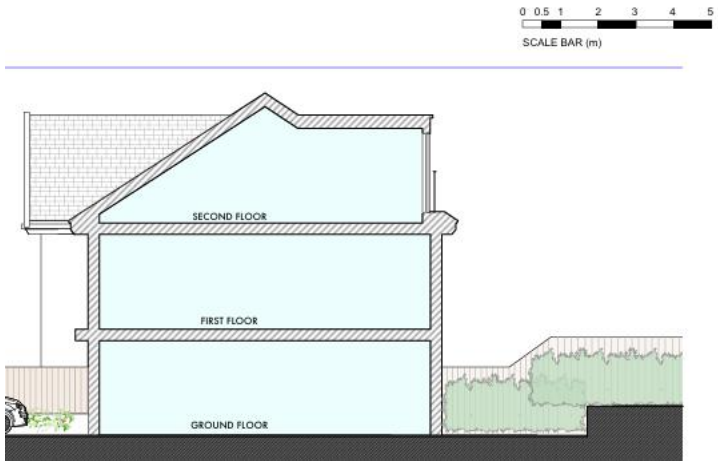 0 0.5 1 2 3 4 5
SCALE BAR (m)
SECOND FLOOR
FIRST FLOOR
GROUND FLOOR